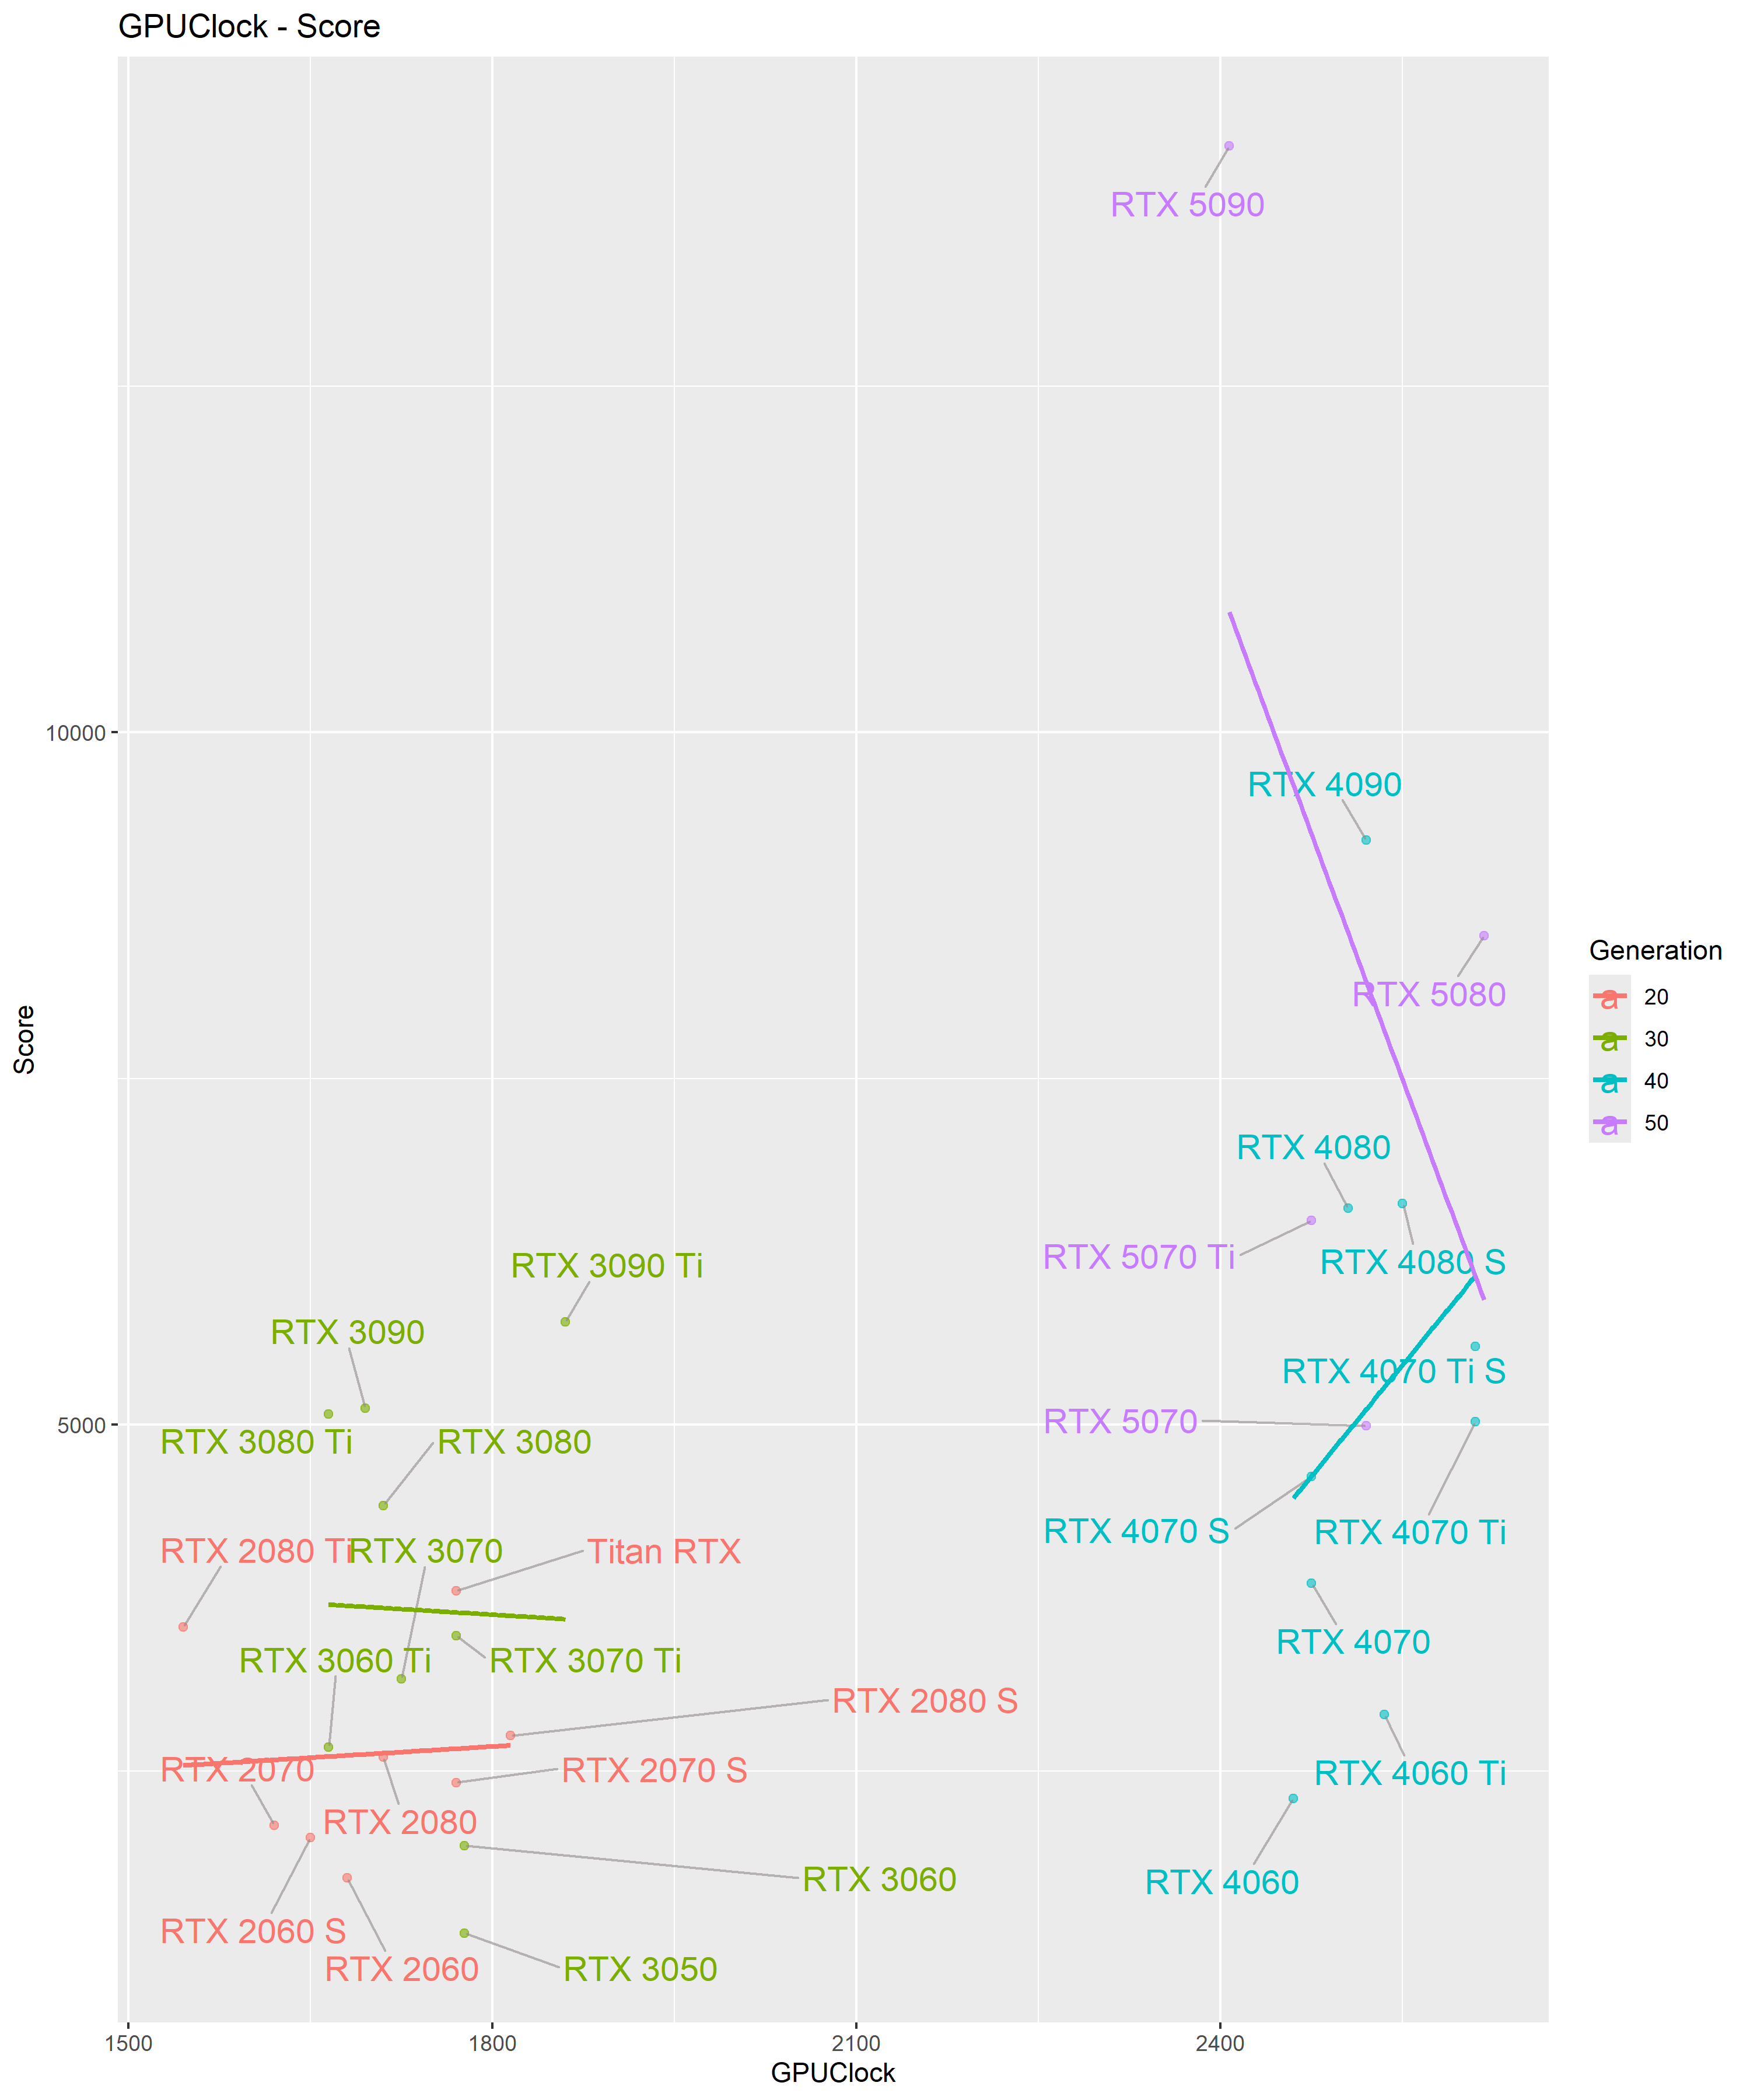 GPUClock - Score
RTX 5090
10000
RTX 4090
RTX 5080
RTX 4080
RTX 5070 Ti
RTX 4080 S
RTX 3090 Ti
RTX 3090
RTX 4070 Ti S
RTX 5070
5000
RTX 3080 Ti
RTX 3080
RTX 4070 S
RTX 4070 Ti
RTX 2080 Ti
RTX 3070
Titan RTX
RTX 4070
RTX 3060 Ti
RTX 3070 Ti
RTX 2080 S
RTX 2070
RTX 2070 S
RTX 4060 Ti
RTX 2080
RTX 3060
RTX 4060
RTX 2060 S
RTX 2060
RTX 3050
Score
1500 1800 2100 2400
GPUClock
Generation
a 20
a 30
a 40
a 50